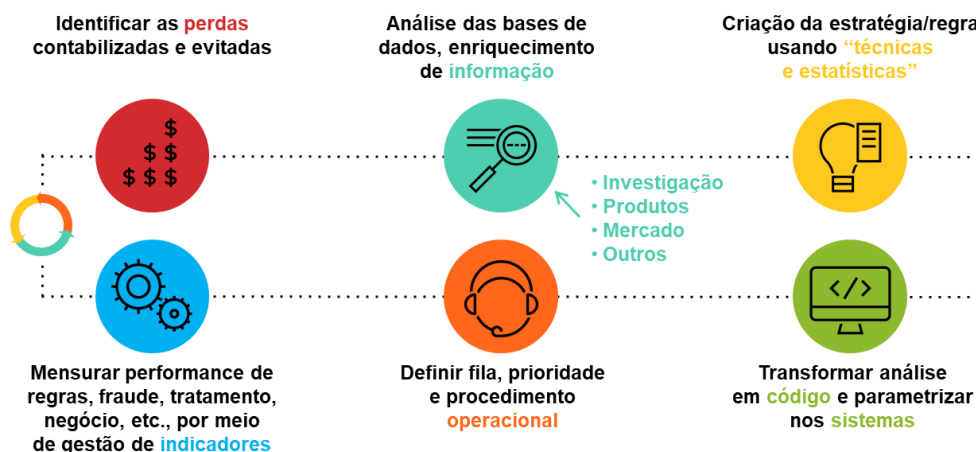 Identificar as perdas
contabilizadas e evitadas
Análise das bases de
dados, enriquecimento
de informação
Criação da estratégia/regra
usando “técnicas
e estatísticas”
$
$ $
$ $ $
• Investigação
• Produtos
• Mercado
• Outros
</>
Mensurar performance de
regras, fraude, tratamento,
negócio, etc., por meio
de gestão de indicadores
Definir fila, prioridade
e procedimento
operacional
Transformar análise
em código e parametrizar
nos sistemas